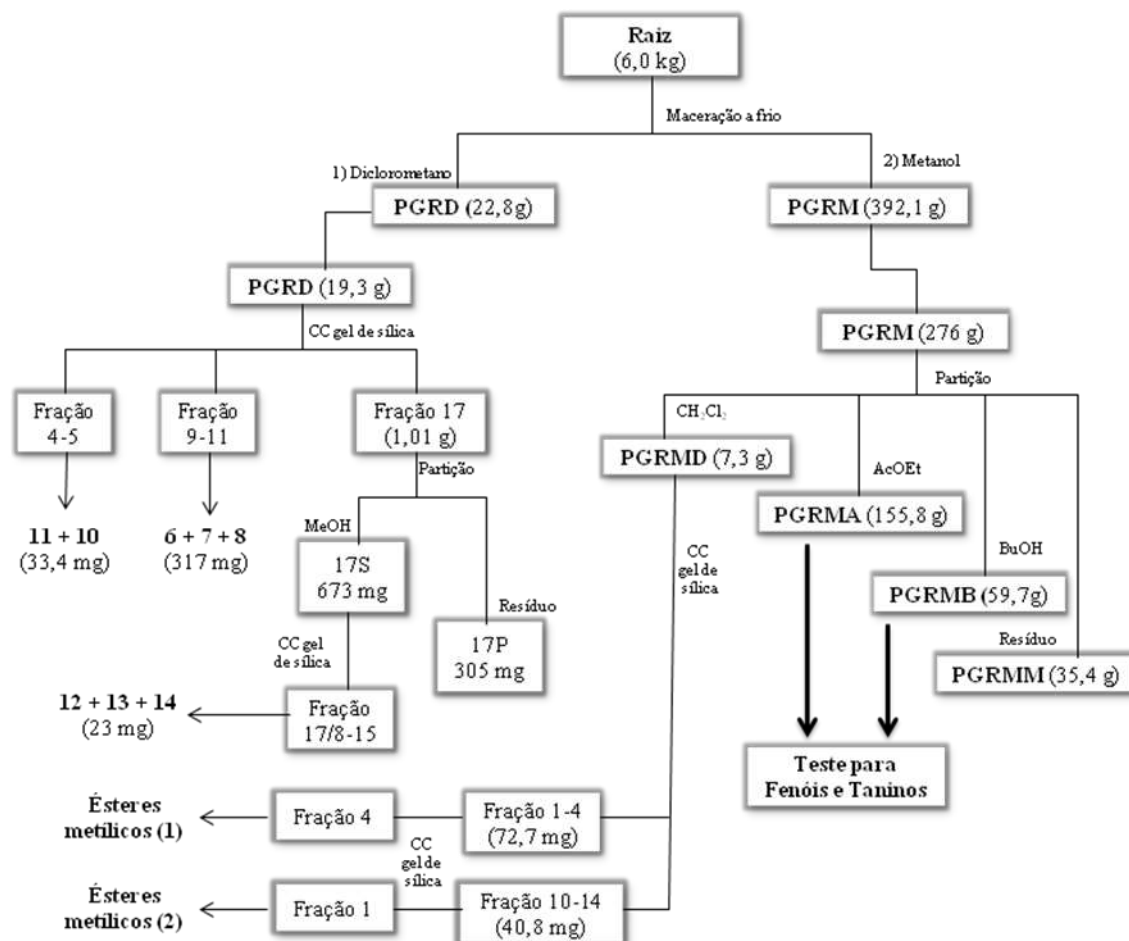 Raiz
(6,0 kg)
Maceração a frio
1) Diclorometano
2) Metanol
PGRD (22,8g)
PGRM (392,1 g)
PGRD (19,3 g)
PGRM (276 g)
CC gel de sílica
Partição
Fração
4-5
Fração
9-11
Fração 17
(1,01 g)
CH2Cl2
PGRMD (7,3 g)
AcOEt
PGRMA (155,8 g)
BuOH
PGRMB (59,7g)
Resíduo
PGRMM (35,4 g)
Partição
11 + 10
(33,4 mg)
6 + 7 + 8
(317 mg)
MeOH
17S
673 mg
Resíduo
17P
305 mg
CC
gel de
sílica
CC gel
de sílica
12 + 13 + 14
(23 mg)
Fração
17/8-15
Teste para
Fenóis e Taninos
Ésteres
metílicos (1)
Fração 4
Fração 1-4
(72,7 mg)
CC
gel de
sílica
Ésteres
metílicos (2)
Fração 1
Fração 10-14
(40,8 mg)